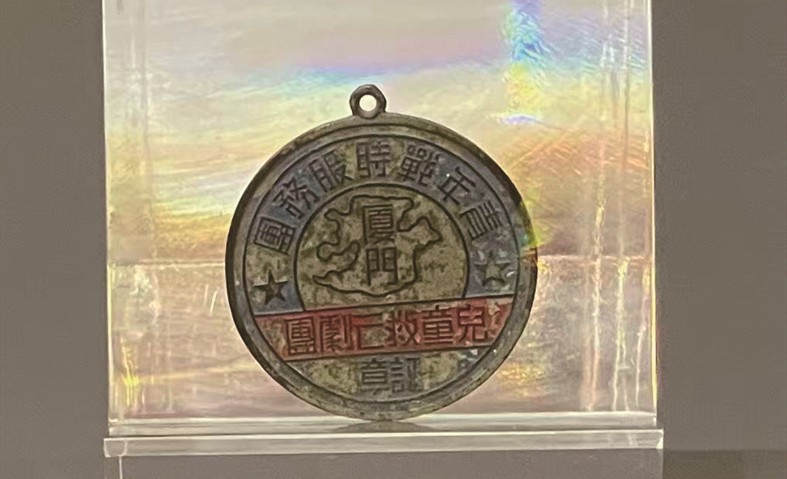 青年戰時服務團
廈門
兒童救亡劇團
証章